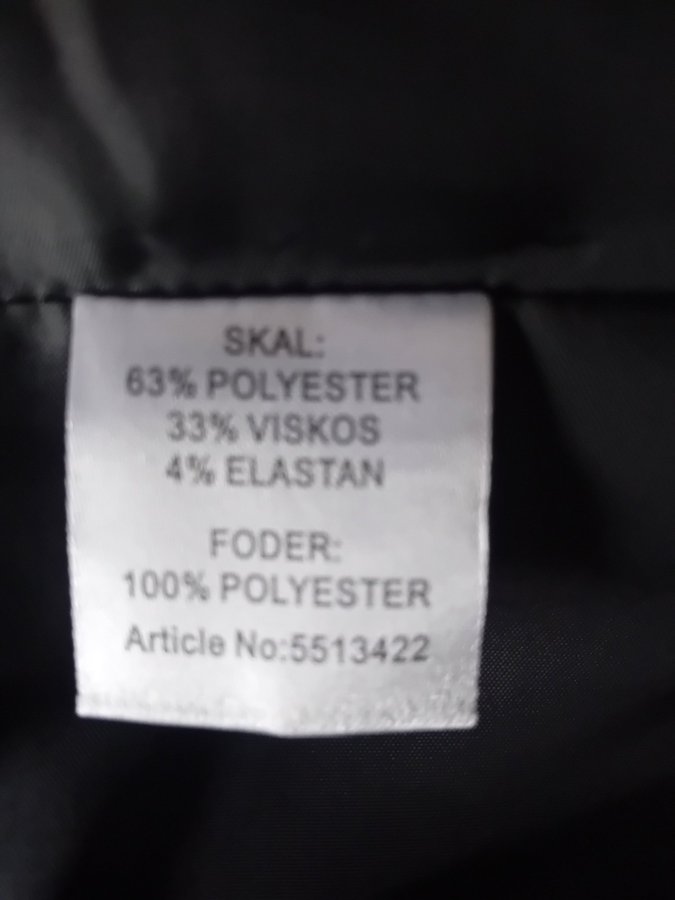 SKAL:
63% POLYESTER
33% VISKOS
4% ELASTAN
FODER:
100% POLYESTER
Article No:5513422